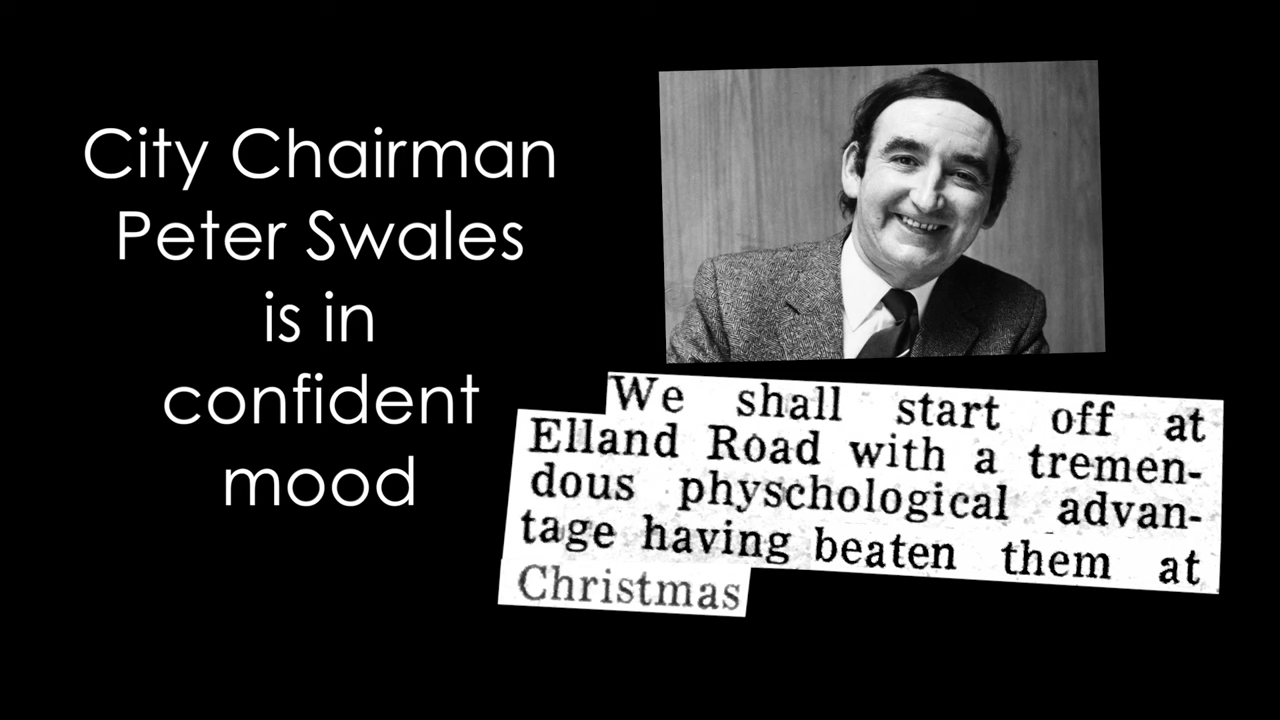 City Chairman
Peter Swales
is in
confident
mood
We shall start off at
Elland Road with a tremen-
dous physchological advan-
tage having beaten them at
Christmas